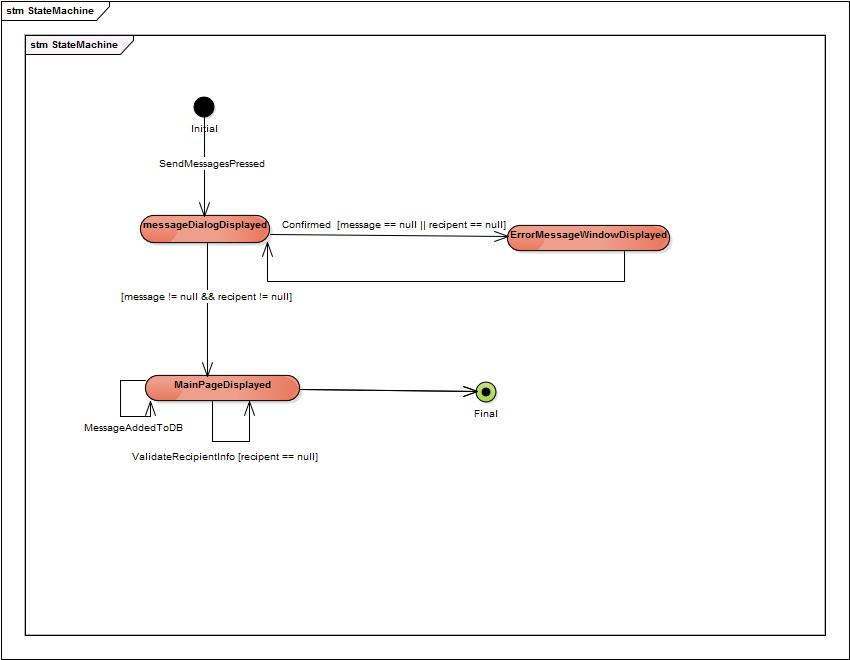 stm StateMachine
stm StateMachine
Initial
SendMessagesPressed
messageDialogDisplayed
Confirmed [message == null || recipent == null]
ErrorMessageWindowDisplayed
[message != null && recipent != null]
MainPageDisplayed
MessageAddedToDB
Final
ValidateRecipientInfo [recipent == null]